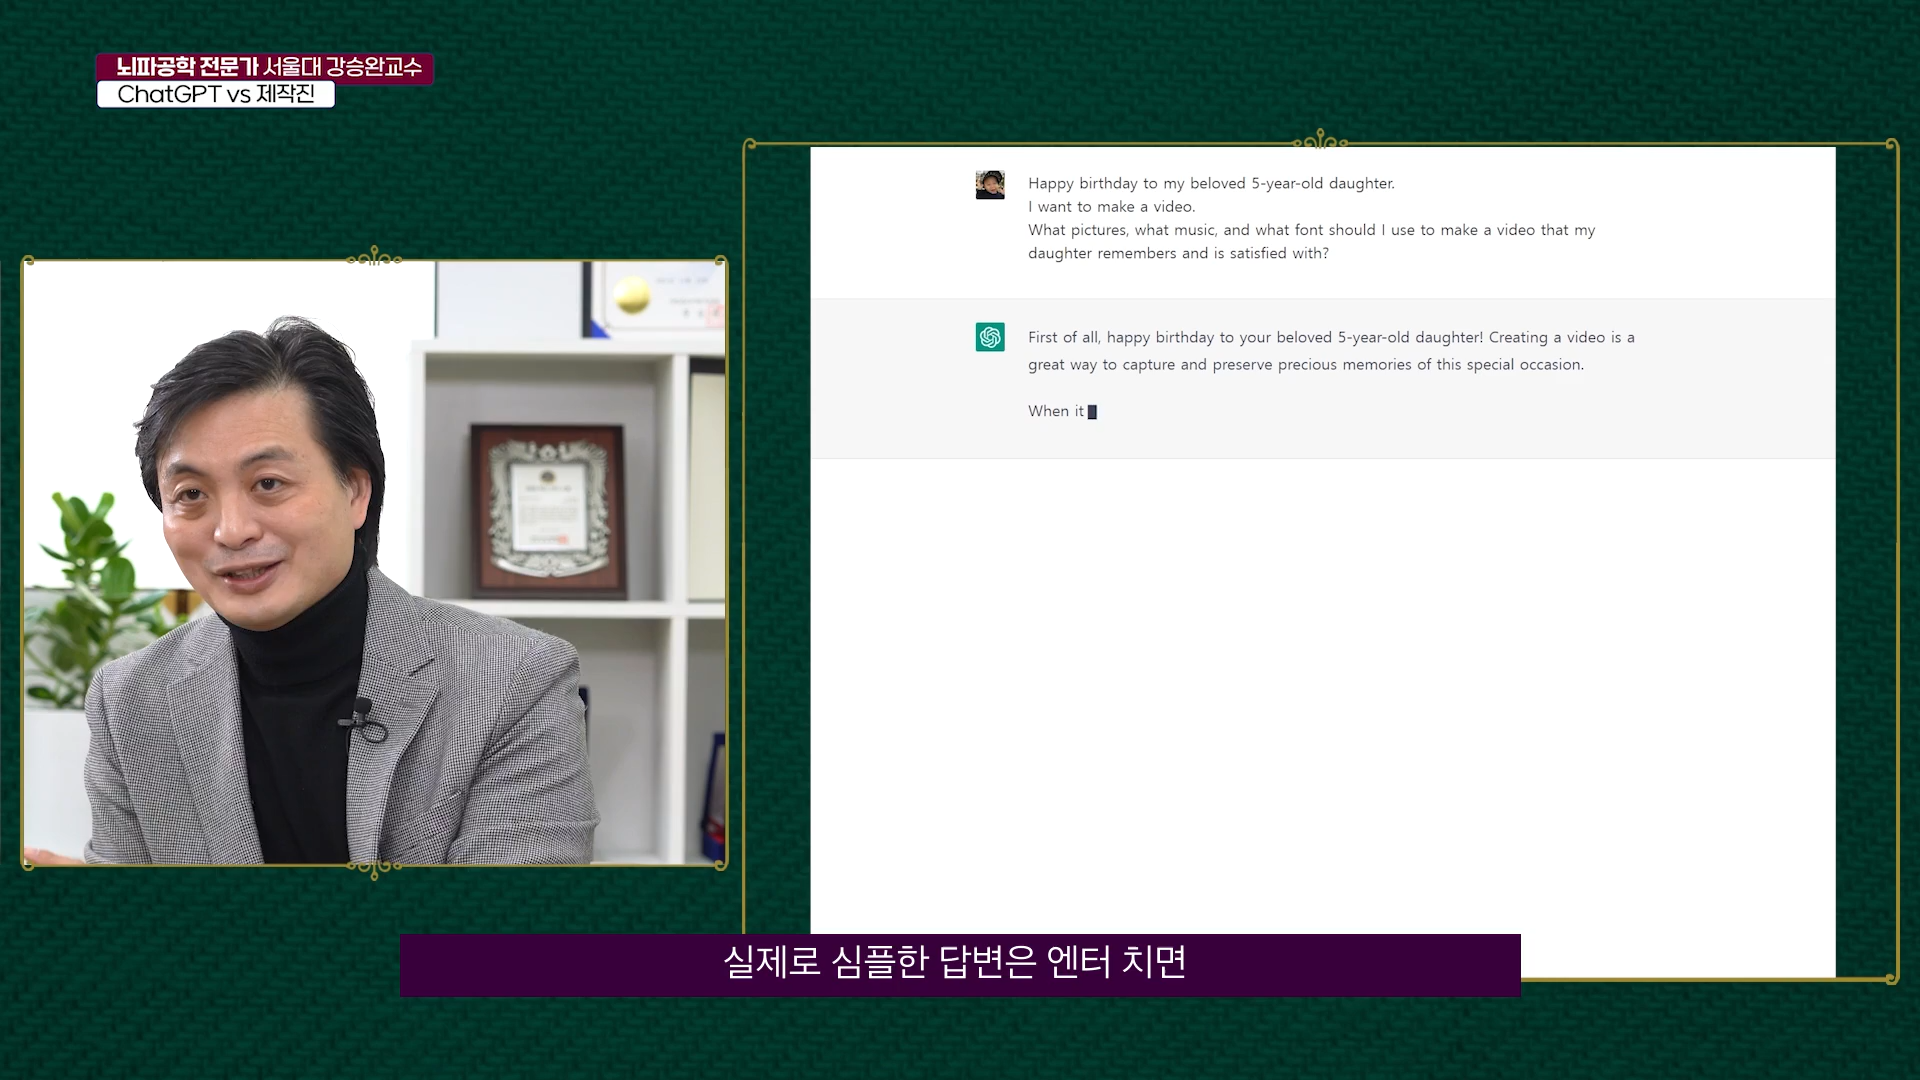 뇌파공학 전문가 서울대 강승완교수
ChatGPT vs 제작진
Happy birthday to my beloved 5-year-old daughter.
I want to make a video.
What pictures, what music, and what font should I use to make a video that my
daughter remembers and is satisfied with?
First of all, happy birthday to your beloved 5-year-old daughter! Creating a video is a
great way to capture and preserve precious memories of this special occasion.
When it
실제로 심플한 답변은 엔터 치면